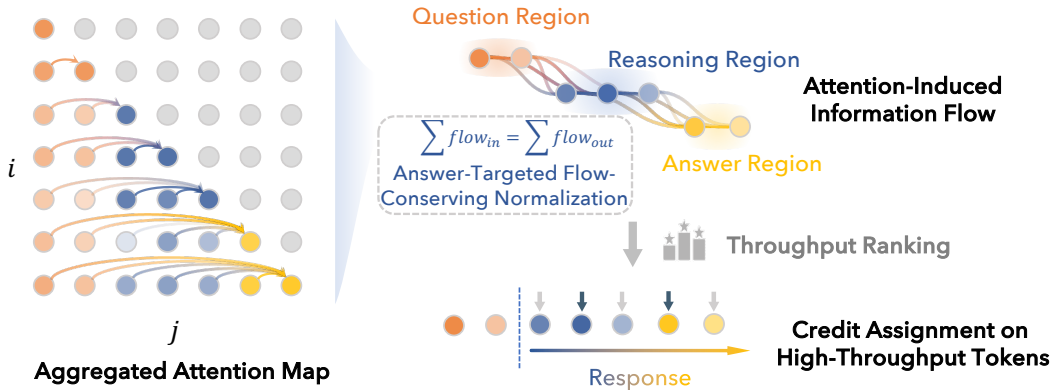 i
j
Aggregated Attention Map
Question Region
Reasoning Region
Answer Region
Attention-Induced
Information Flow
∑ flow_in = ∑ flow_out
Answer-Targeted Flow-
Conserving Normalization
Throughput Ranking
Response
Credit Assignment on
High-Throughput Tokens